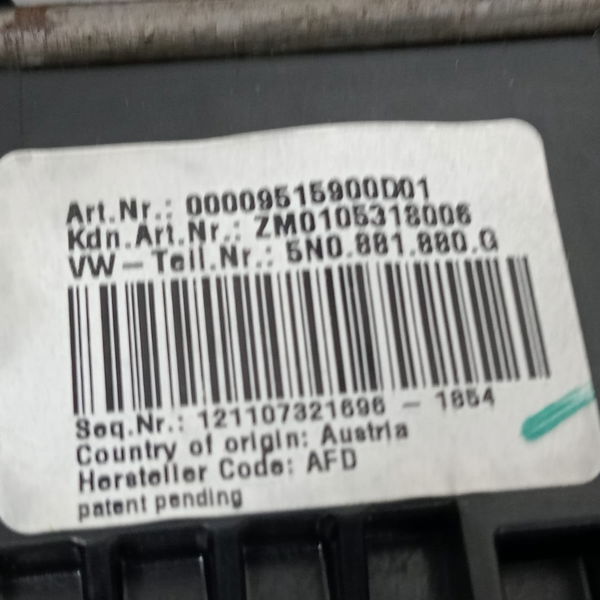 Art.Nr.: 00009515900D01
Kdn.Art.Nr.: ZM0105318006
VW-Teil.Nr.: 5N0.881.880.G
Seq.Nr.: 121107321696 - 1854
Country of origin: Austria
Hersteller Code: AFD
patent pending